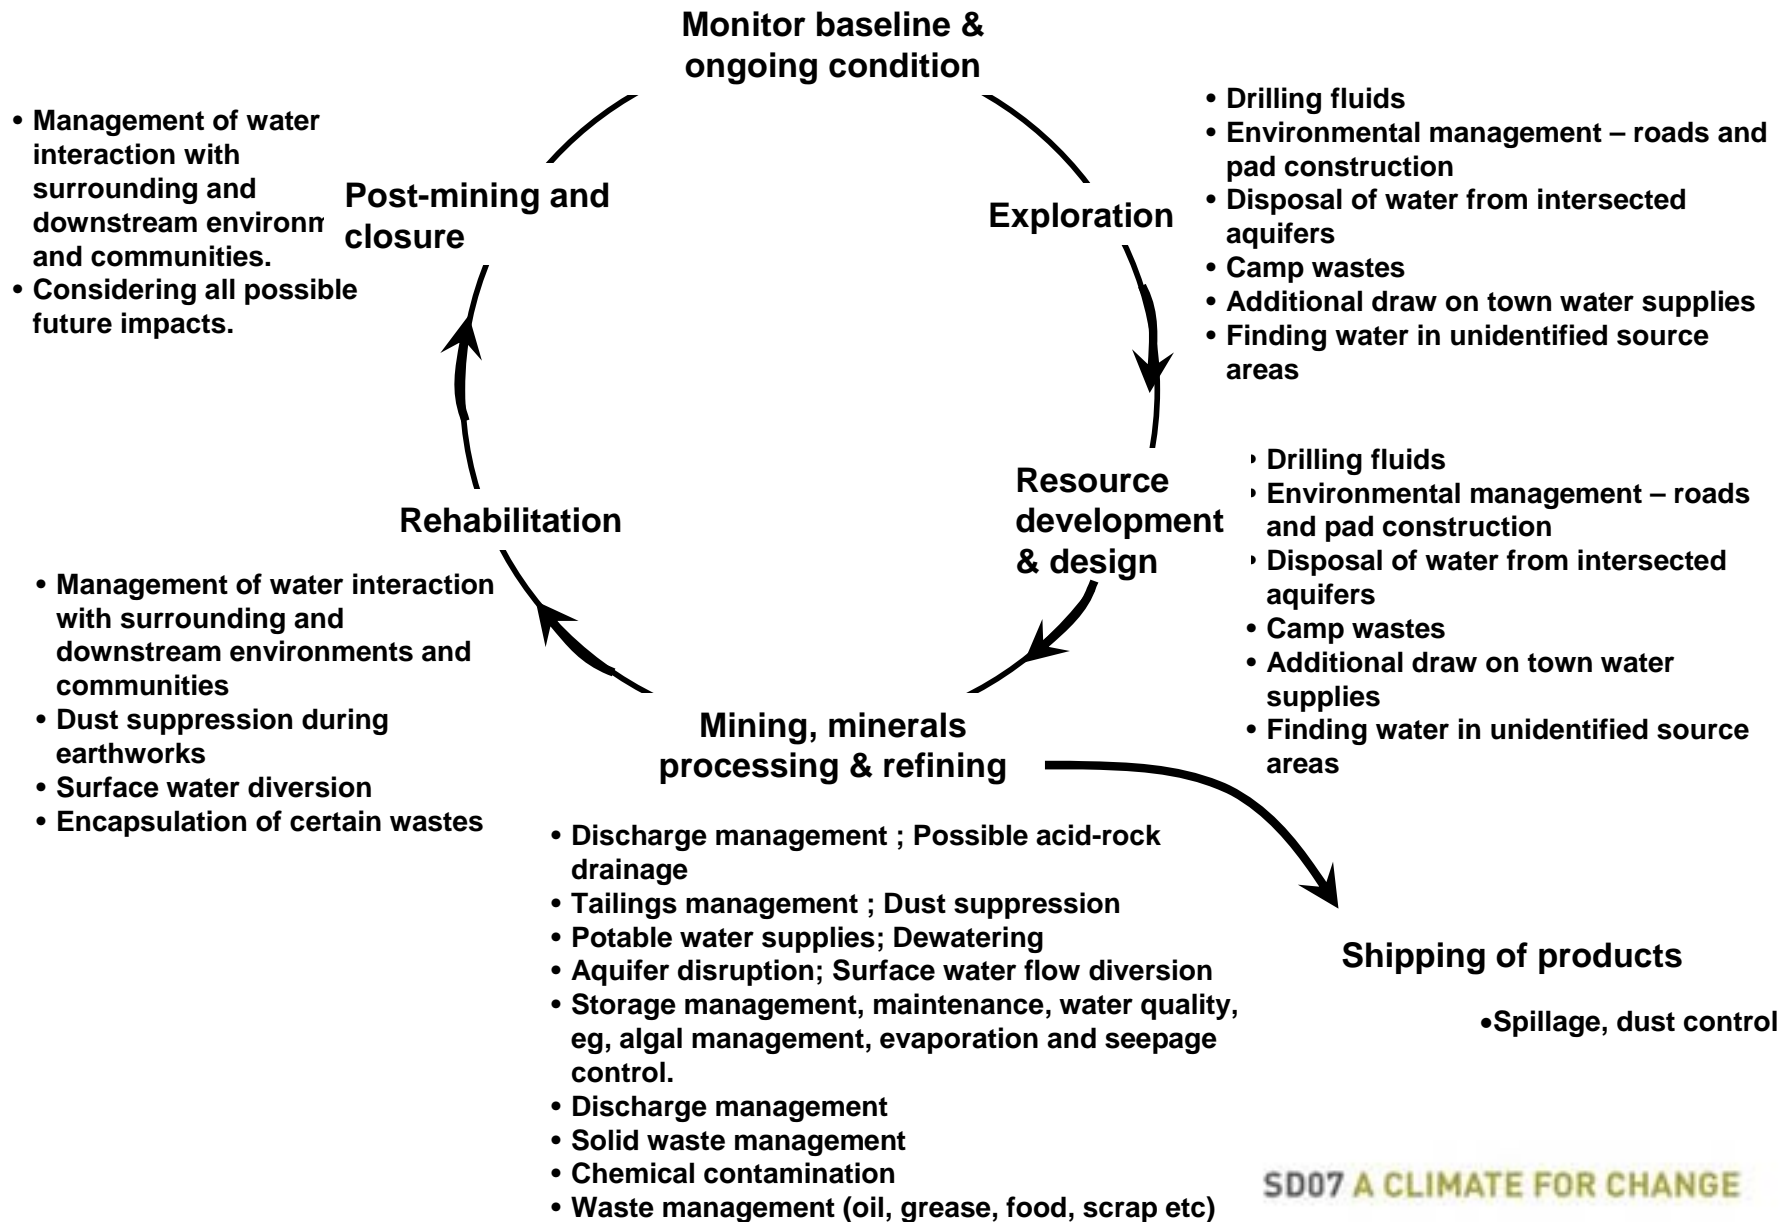 Monitor baseline &
ongoing condition
• Drilling fluids
• Environmental management – roads and
pad construction
• Disposal of water from intersected
aquifers
• Camp wastes
• Additional draw on town water supplies
• Finding water in unidentified source
areas
Exploration
• Management of water
interaction with
surrounding and
downstream environm
and communities.
• Considering all possible
future impacts.
Post-mining and
closure
Resource
development
& design
• Drilling fluids
• Environmental management – roads
and pad construction
• Disposal of water from intersected
aquifers
• Camp wastes
• Additional draw on town water
supplies
• Finding water in unidentified source
areas
Rehabilitation
• Management of water interaction
with surrounding and
downstream environments and
communities
• Dust suppression during
earthworks
• Surface water diversion
• Encapsulation of certain wastes
Mining, minerals
processing & refining
• Discharge management ; Possible acid-rock
drainage
• Tailings management ; Dust suppression
• Potable water supplies; Dewatering
• Aquifer disruption; Surface water flow diversion
• Storage management, maintenance, water quality,
eg, algal management, evaporation and seepage
control.
• Discharge management
• Solid waste management
• Chemical contamination
• Waste management (oil, grease, food, scrap etc)
Shipping of products
•Spillage, dust control
SD07 A CLIMATE FOR CHANGE